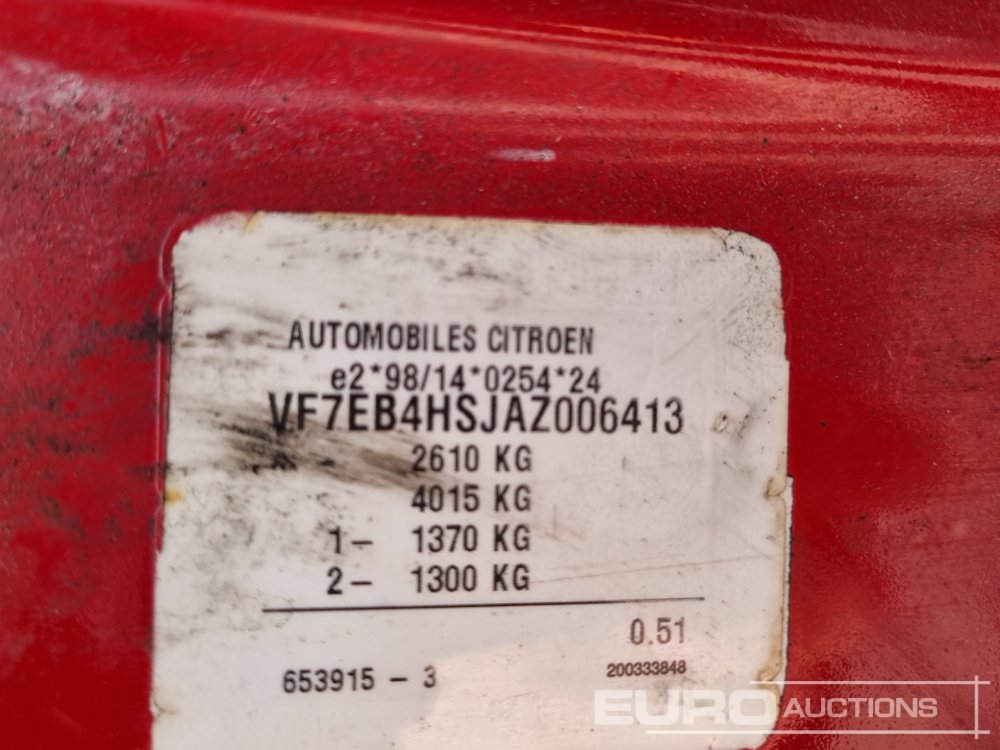 AUTOMOBILES CITROEN
e2*98/14*0254*24
VF7EB4HSJAZ006413
2610 KG
4015 KG
1- 1370 KG
2- 1300 KG
0.51
653915 - 3 200333848
EURO AUCTIONS